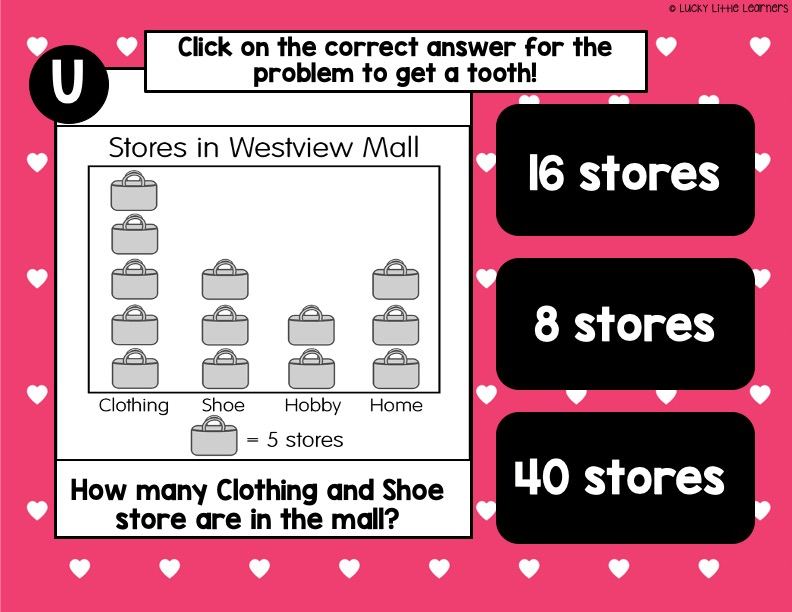 © Lucky Little Learners
Click on the correct answer for the
problem to get a tooth!
U
Stores in Westview Mall
Clothing Shoe Hobby Home
= 5 stores
How many Clothing and Shoe
store are in the mall?
16 stores
8 stores
40 stores